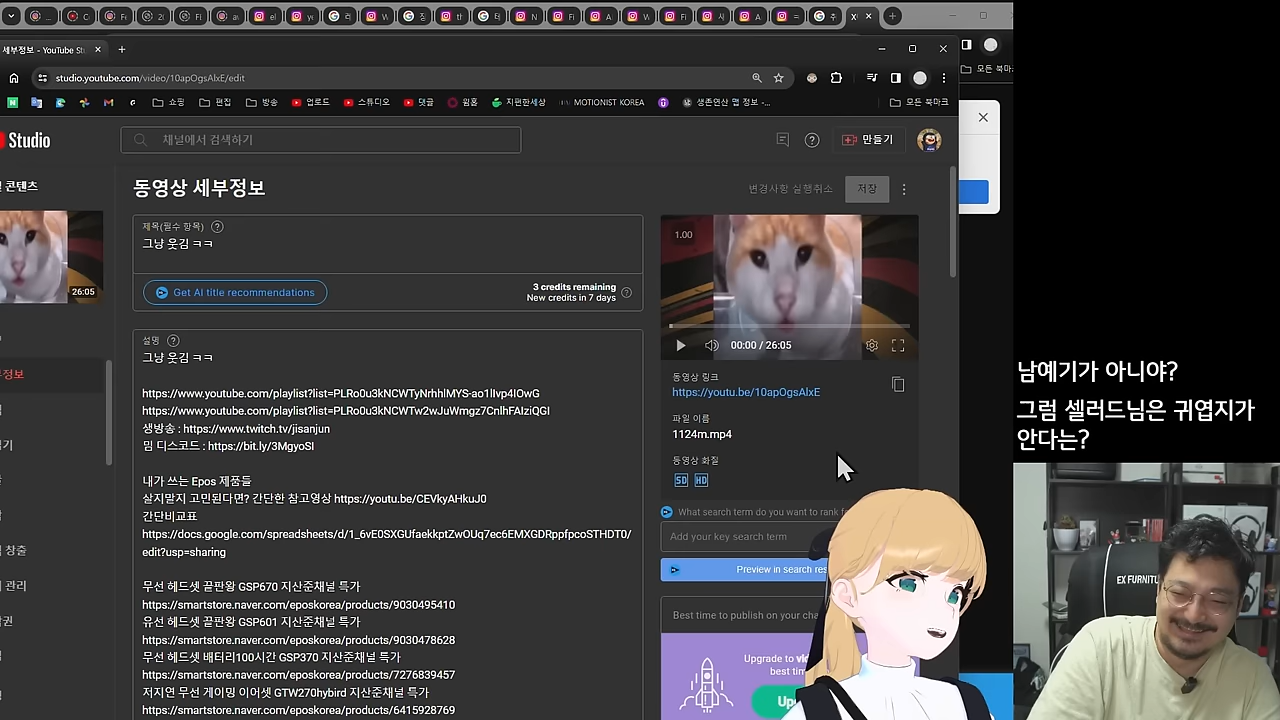 세부정보 - YouTube St
studio.youtube.com/video/10apOgsAlxE/edit
쇼핑
편집
방송
업로드
스튜디오
댓글
웜홈
지편한세상
MOTIONIST KOREA
생존연산 맵 정보 -...
모든 북마크
Studio
채널에서 검색하기
만들기
콘텐츠
동영상 세부정보
변경사항 실행취소
저장
26:05
제목(필수 항목)
그냥 웃김 ㅋㅋ
Get AI title recommendations
3 credits remaining
New credits in 7 days
설명
그냥 웃김 ㅋㅋ
https://www.youtube.com/playlist?list=PLRo0u3kNCWTyNrhhlMYS-ao1lIvp4IOwG
https://www.youtube.com/playlist?list=PLRo0u3kNCWTw2wJuWmgz7CnlhFAIziQGI
생방송 : https://www.twitch.tv/jisanjun
밈 디스코드 : https://bit.ly/3MgyoSI
내가 쓰는 Epos 제품들
살지말지 고민된다면? 간단한 참고영상 https://youtu.be/CEVkyAHkuJ0
간단비교표
https://docs.google.com/spreadsheets/d/1_6vE0SXGUfaekkptZwOUq7ec6EMXGDRppfpcoSTHDT0/
edit?usp=sharing
무선 헤드셋 끝판왕 GSP670 지산준채널 특가
https://smartstore.naver.com/eposkorea/products/9030495410
유선 헤드셋 끝판왕 GSP601 지산준채널 특가
https://smartstore.naver.com/eposkorea/products/9030478628
무선 헤드셋 배터리100시간 GSP370 지산준채널 특가
https://smartstore.naver.com/eposkorea/products/7276839457
저지연 무선 게이밍 이어셋 GTW270hybird 지산준채널 특가
https://smartstore.naver.com/eposkorea/products/6415928769
정보
창출
관리
1.00
00:00 / 26:05
동영상 링크
https://youtu.be/10apOgsAlxE
파일 이름
1124m.mp4
동영상 화질
SD HD
What search term do you want to rank f
Add your key search term
Preview in search res
Best time to publish on your cha
Upgrade to vid
best tim
Up
남예기가 아니야?
그럼 셀러드님은 귀엽지가
안다는?
EX FURNITU